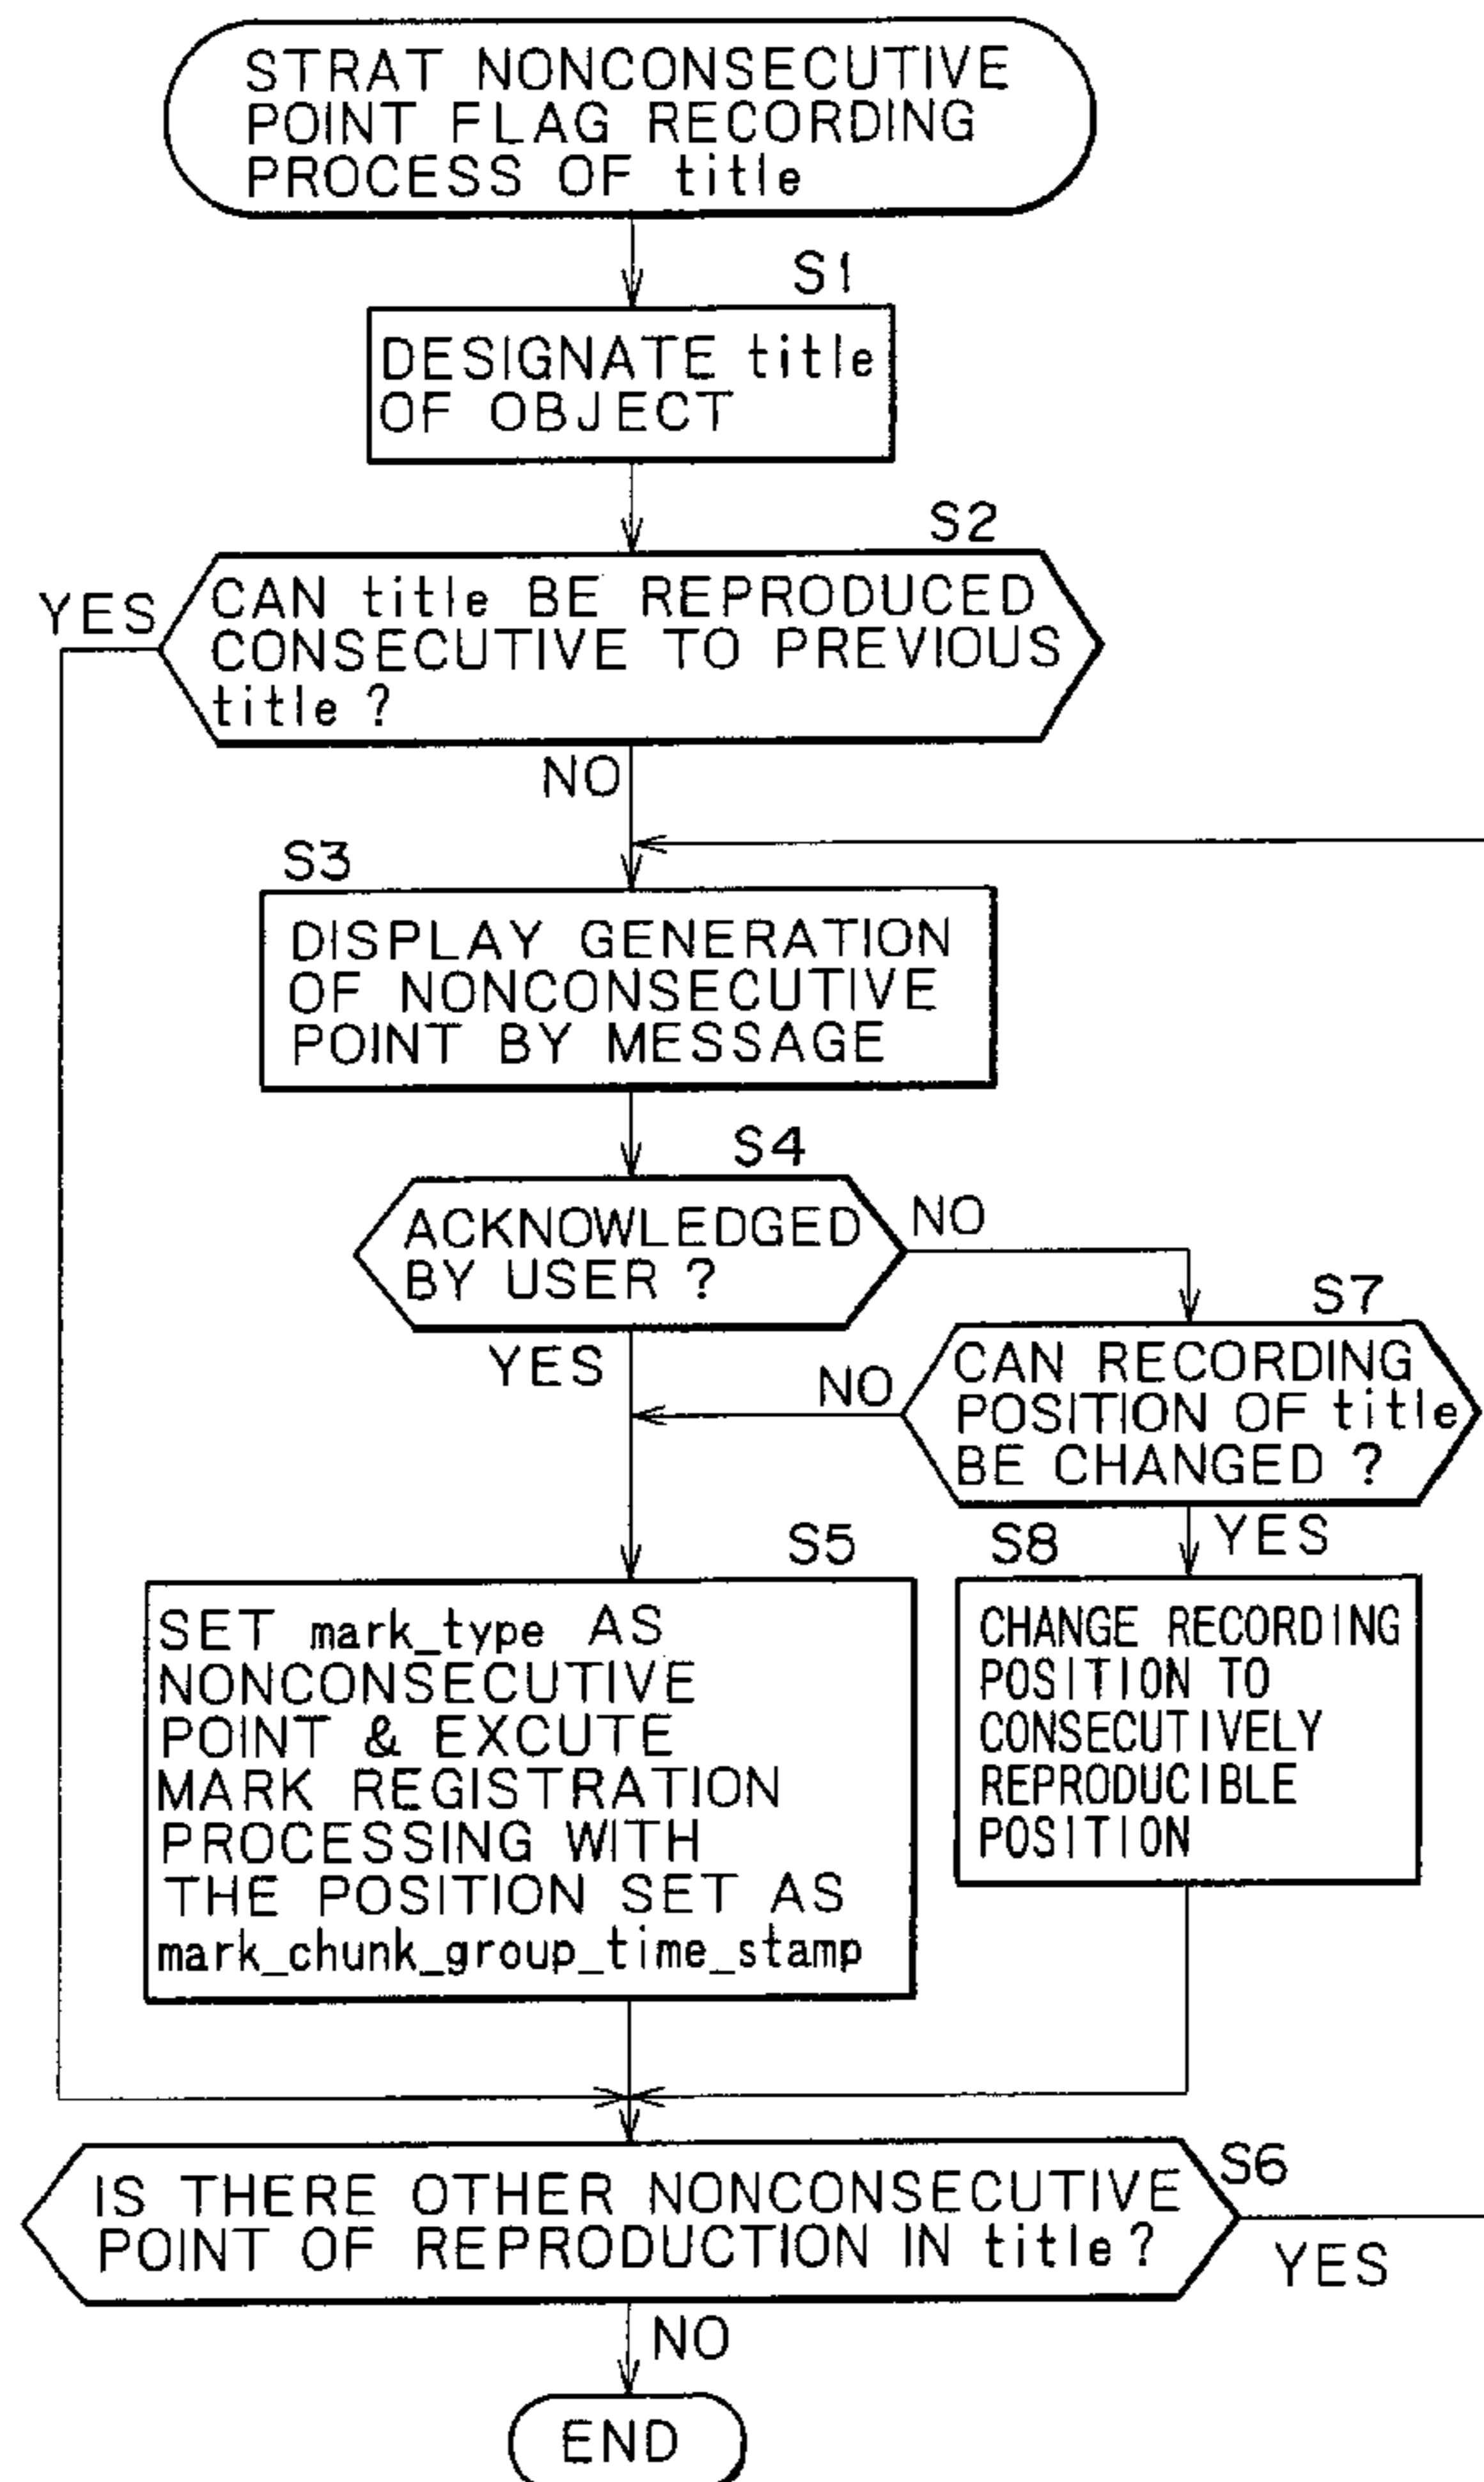 STRAT NONCONSECUTIVE
POINT FLAG RECORDING
PROCESS OF title
S1
DESIGNATE title
OF OBJECT
S2
YES
CAN title BE REPRODUCED
CONSECUTIVE TO PREVIOUS
title ?
NO
S3
DISPLAY GENERATION
OF NONCONSECUTIVE
POINT BY MESSAGE
S4
ACKNOWLEDGED
BY USER ?
NO
YES
S7
CAN RECORDING
POSITION OF title
BE CHANGED ?
NO
YES
S5
SET mark_type AS
NONCONSECUTIVE
POINT & EXCUTE
MARK REGISTRATION
PROCESSING WITH
THE POSITION SET AS
mark_chunk_group_time_stamp
S8
CHANGE RECORDING
POSITION TO
CONSECUTIVELY
REPRODUCIBLE
POSITION
S6
IS THERE OTHER NONCONSECUTIVE
POINT OF REPRODUCTION IN title ?
YES
NO
END